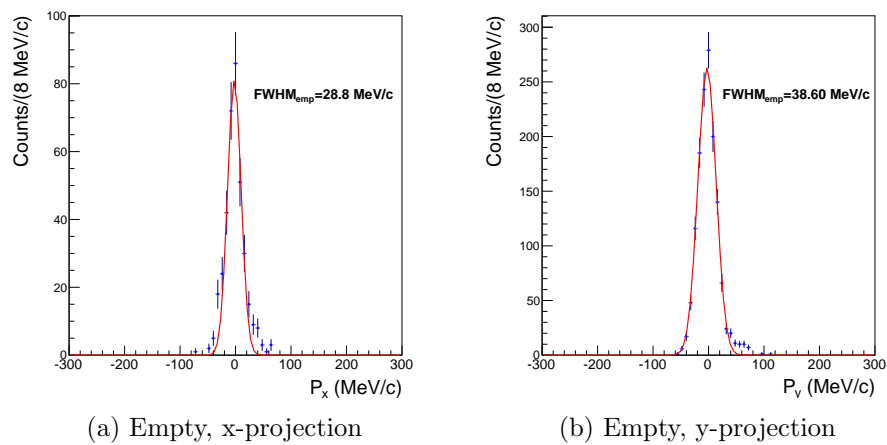 Counts/(8 MeV/c)
100
80
60
40
20
0
FWHMemp=28.8 MeV/c
-300 -200 -100 0 100 200 300
Px (MeV/c)
(a) Empty, x-projection
Counts/(8 MeV/c)
300
250
200
150
100
50
0
FWHMemp=38.60 MeV/c
-300 -200 -100 0 100 200 300
Py (MeV/c)
(b) Empty, y-projection